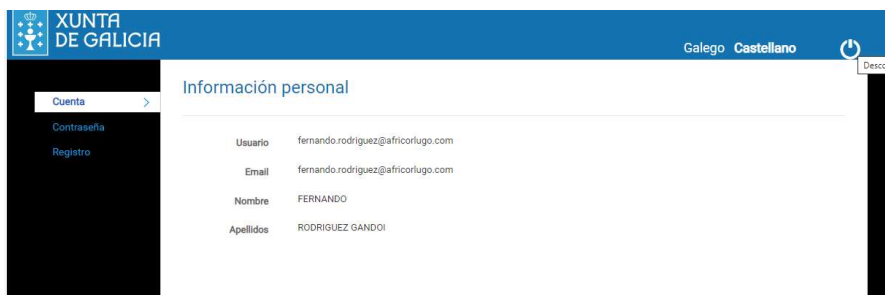 XUNTA
DE GALICIA
Galego Castellano
Desco
Información personal
Cuenta
Contraseña
Registro
Usuario fernando.rodriguez@africorlugo.com
Email fernando.rodriguez@africorlugo.com
Nombre FERNANDO
Apellidos RODRIGUEZ GANDOI